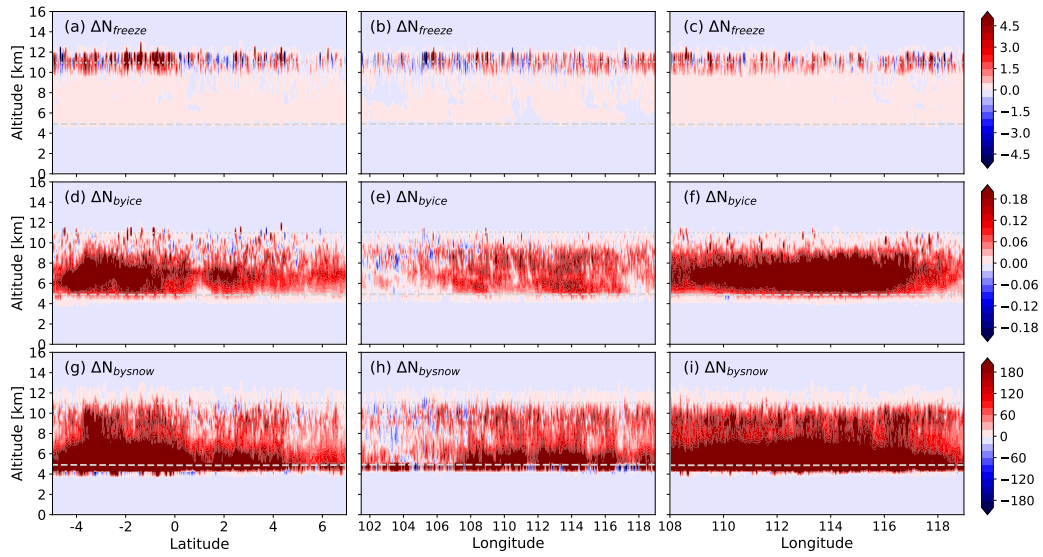 (a) ΔN_freeze
(b) ΔN_freeze
(c) ΔN_freeze
Altitude [km]
16
14
12
10
8
6
4
2
0
4.5
3.0
1.5
0.0
−1.5
−3.0
−4.5
(d) ΔN_byice
(e) ΔN_byice
(f) ΔN_byice
Altitude [km]
16
14
12
10
8
6
4
2
0
0.18
0.12
0.06
0.00
−0.06
−0.12
−0.18
(g) ΔN_bysnow
(h) ΔN_bysnow
(i) ΔN_bysnow
Altitude [km]
16
14
12
10
8
6
4
2
0
180
120
60
0
−60
−120
−180
-4 -2 0 2 4 6
102 104 106 108 110 112 114 116 118
108 110 112 114 116 118
Latitude
Longitude
Longitude